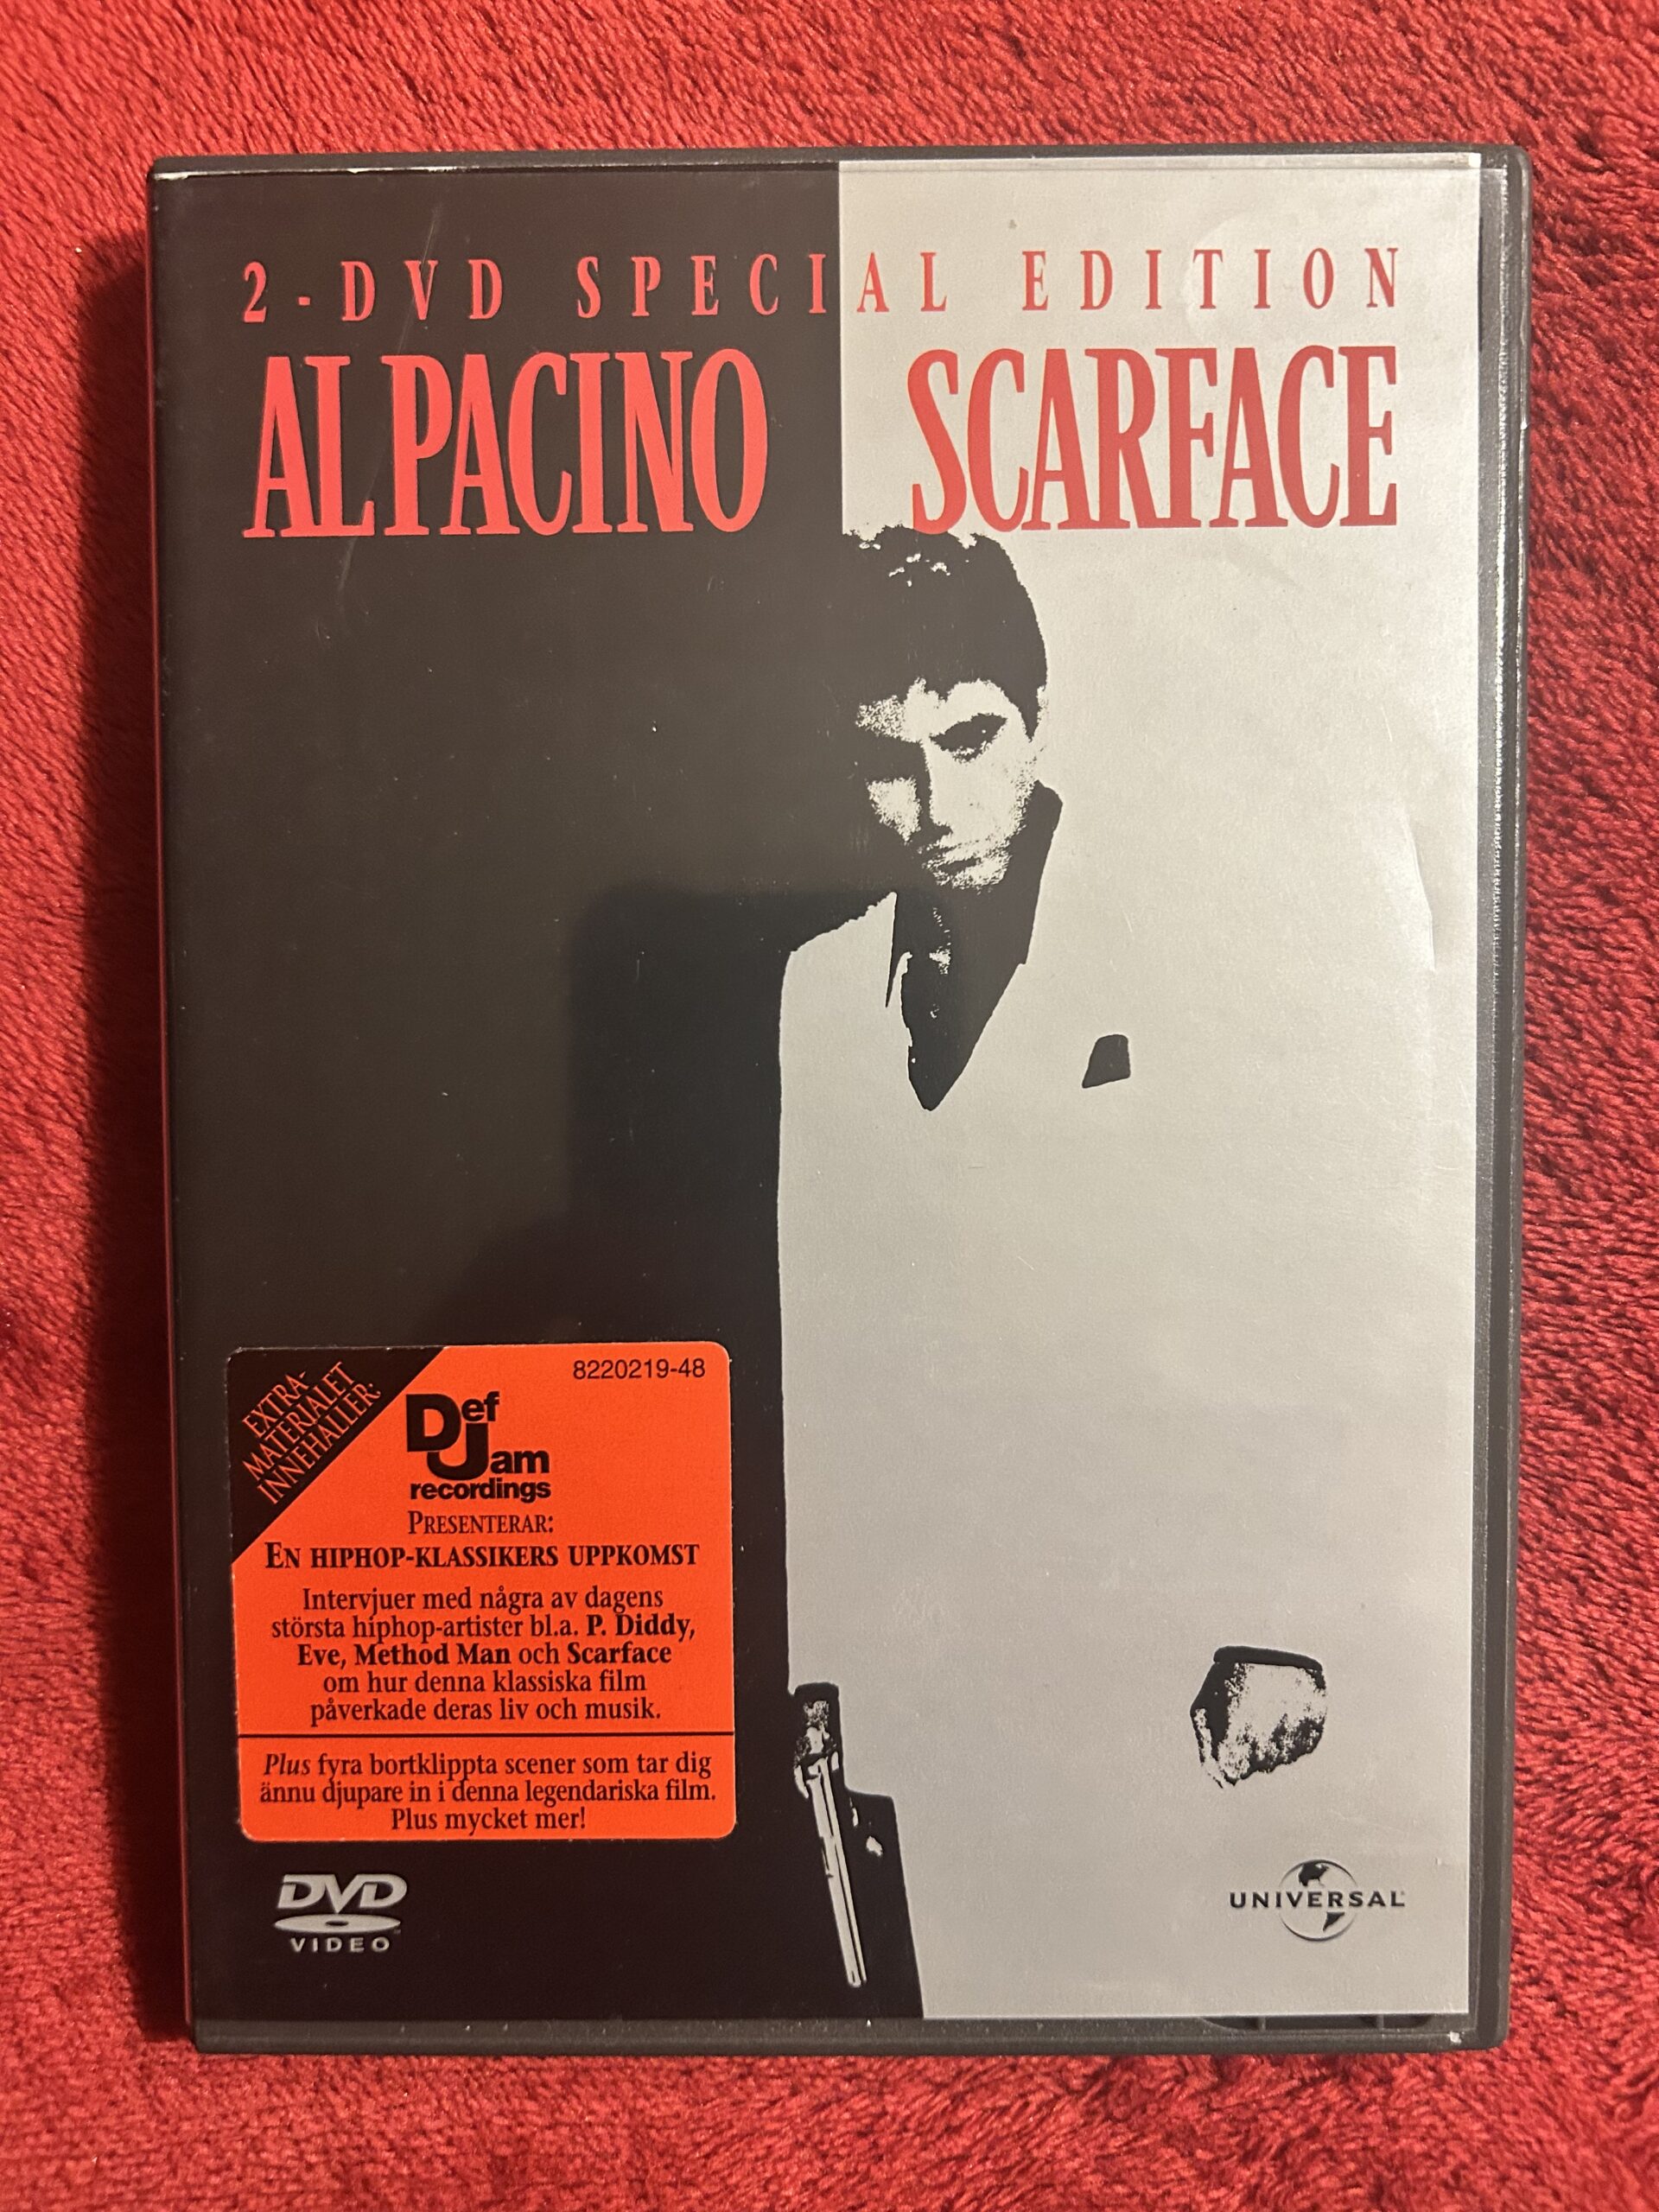 2-DVD SPECIAL EDITION
AL PACINO SCARFACE
EXTRA-
MATERIALET
INNEHÅLLER:
8220219-48
Def
Jam
recordings
PRESENTERAR:
EN HIPHOP-KLASSIKERS UPPKOMST
Intervjuer med några av dagens
största hiphop-artister bl.a. P. Diddy,
Eve, Method Man och Scarface
om hur denna klassiska film
påverkade deras liv och musik.
Plus fyra bortklippta scener som tar dig
ännu djupare in i denna legendariska film.
Plus mycket mer!
DVD
VIDEO
UNIVERSAL